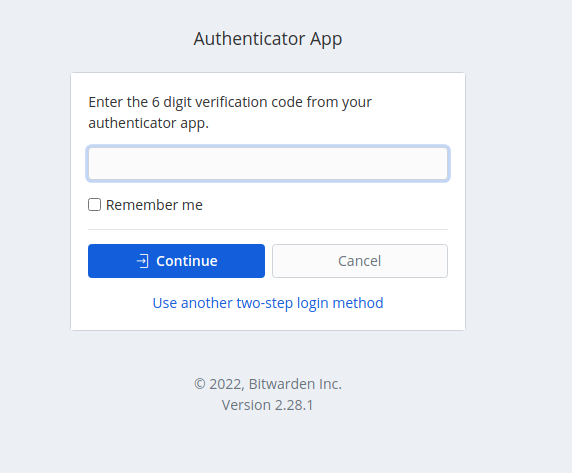 Authenticator App
Enter the 6 digit verification code from your
authenticator app.
Remember me
Continue
Cancel
Use another two-step login method
© 2022, Bitwarden Inc.
Version 2.28.1